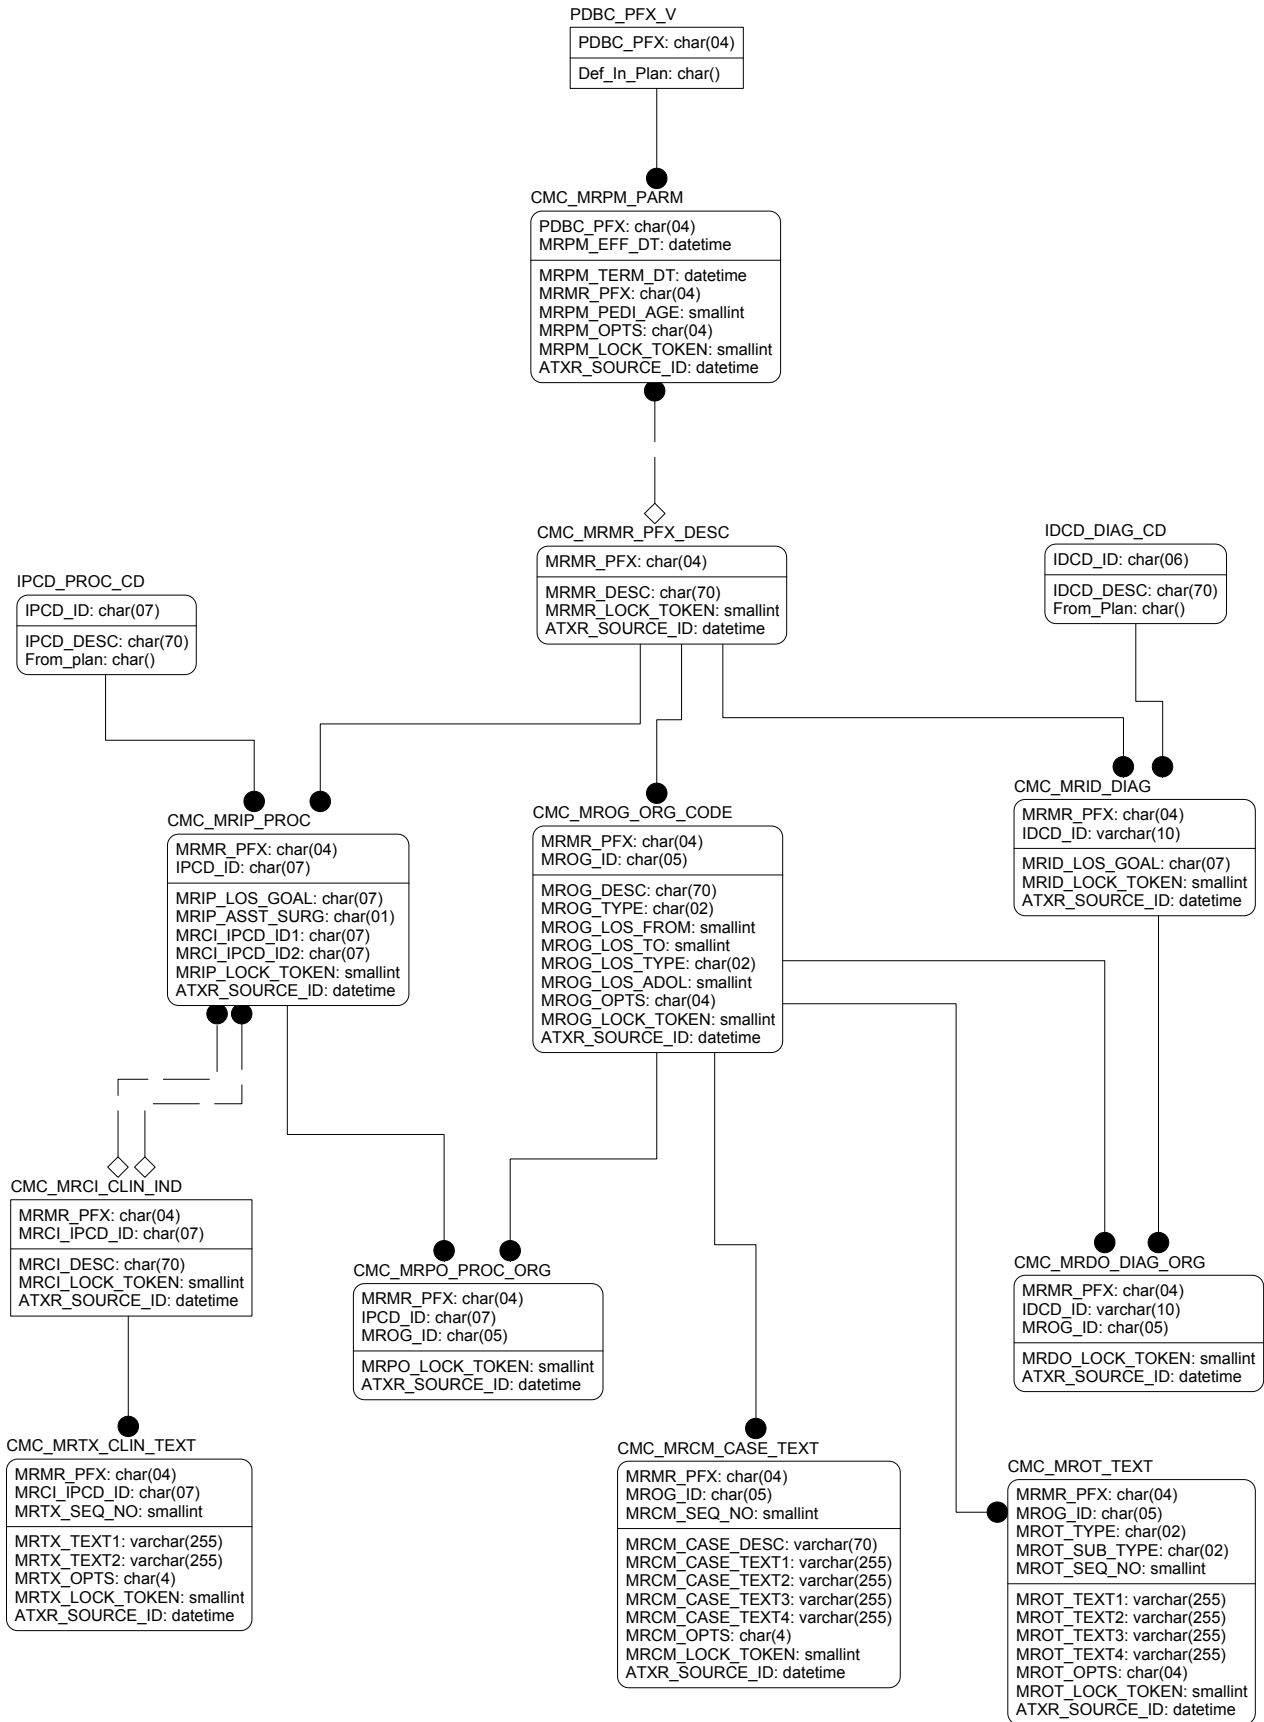 PDBC_PFX_V
PDBC_PFX: char(04)
Def_In_Plan: char()
CMC_MRPM_PARM
PDBC_PFX: char(04)
MRPM_EFF_DT: datetime
MRPM_TERM_DT: datetime
MRMR_PFX: char(04)
MRPM_PEDI_AGE: smallint
MRPM_OPTS: char(04)
MRPM_LOCK_TOKEN: smallint
ATXR_SOURCE_ID: datetime
CMC_MRMR_PFX_DESC
MRMR_PFX: char(04)
MRMR_DESC: char(70)
MRMR_LOCK_TOKEN: smallint
ATXR_SOURCE_ID: datetime
IDCD_DIAG_CD
IDCD_ID: char(06)
IDCD_DESC: char(70)
From_Plan: char()
IPCD_PROC_CD
IPCD_ID: char(07)
IPCD_DESC: char(70)
From_plan: char()
CMC_MRIP_PROC
MRMR_PFX: char(04)
IPCD_ID: char(07)
MRIP_LOS_GOAL: char(07)
MRIP_ASST_SURG: char(01)
MRCI_IPCD_ID1: char(07)
MRCI_IPCD_ID2: char(07)
MRIP_LOCK_TOKEN: smallint
ATXR_SOURCE_ID: datetime
CMC_MROG_ORG_CODE
MRMR_PFX: char(04)
MROG_ID: char(05)
MROG_DESC: char(70)
MROG_TYPE: char(02)
MROG_LOS_FROM: smallint
MROG_LOS_TO: smallint
MROG_LOS_TYPE: char(02)
MROG_LOS_ADOL: smallint
MROG_OPTS: char(04)
MROG_LOCK_TOKEN: smallint
ATXR_SOURCE_ID: datetime
CMC_MRID_DIAG
MRMR_PFX: char(04)
IDCD_ID: varchar(10)
MRID_LOS_GOAL: char(07)
MRID_LOCK_TOKEN: smallint
ATXR_SOURCE_ID: datetime
CMC_MRCI_CLIN_IND
MRMR_PFX: char(04)
MRCI_IPCD_ID: char(07)
MRCI_DESC: char(70)
MRCI_LOCK_TOKEN: smallint
ATXR_SOURCE_ID: datetime
CMC_MRPO_PROC_ORG
MRMR_PFX: char(04)
IPCD_ID: char(07)
MROG_ID: char(05)
MRPO_LOCK_TOKEN: smallint
ATXR_SOURCE_ID: datetime
CMC_MRDO_DIAG_ORG
MRMR_PFX: char(04)
IDCD_ID: varchar(10)
MROG_ID: char(05)
MRDO_LOCK_TOKEN: smallint
ATXR_SOURCE_ID: datetime
CMC_MRTX_CLIN_TEXT
MRMR_PFX: char(04)
MRCI_IPCD_ID: char(07)
MRTX_SEQ_NO: smallint
MRTX_TEXT1: varchar(255)
MRTX_TEXT2: varchar(255)
MRTX_OPTS: char(4)
MRTX_LOCK_TOKEN: smallint
ATXR_SOURCE_ID: datetime
CMC_MRCM_CASE_TEXT
MRMR_PFX: char(04)
MROG_ID: char(05)
MRCM_SEQ_NO: smallint
MRCM_CASE_DESC: varchar(70)
MRCM_CASE_TEXT1: varchar(255)
MRCM_CASE_TEXT2: varchar(255)
MRCM_CASE_TEXT3: varchar(255)
MRCM_CASE_TEXT4: varchar(255)
MRCM_OPTS: char(4)
MRCM_LOCK_TOKEN: smallint
ATXR_SOURCE_ID: datetime
CMC_MROT_TEXT
MRMR_PFX: char(04)
MROG_ID: char(05)
MROT_TYPE: char(02)
MROT_SUB_TYPE: char(02)
MROT_SEQ_NO: smallint
MROT_TEXT1: varchar(255)
MROT_TEXT2: varchar(255)
MROT_TEXT3: varchar(255)
MROT_TEXT4: varchar(255)
MROT_OPTS: char(04)
MROT_LOCK_TOKEN: smallint
ATXR_SOURCE_ID: datetime